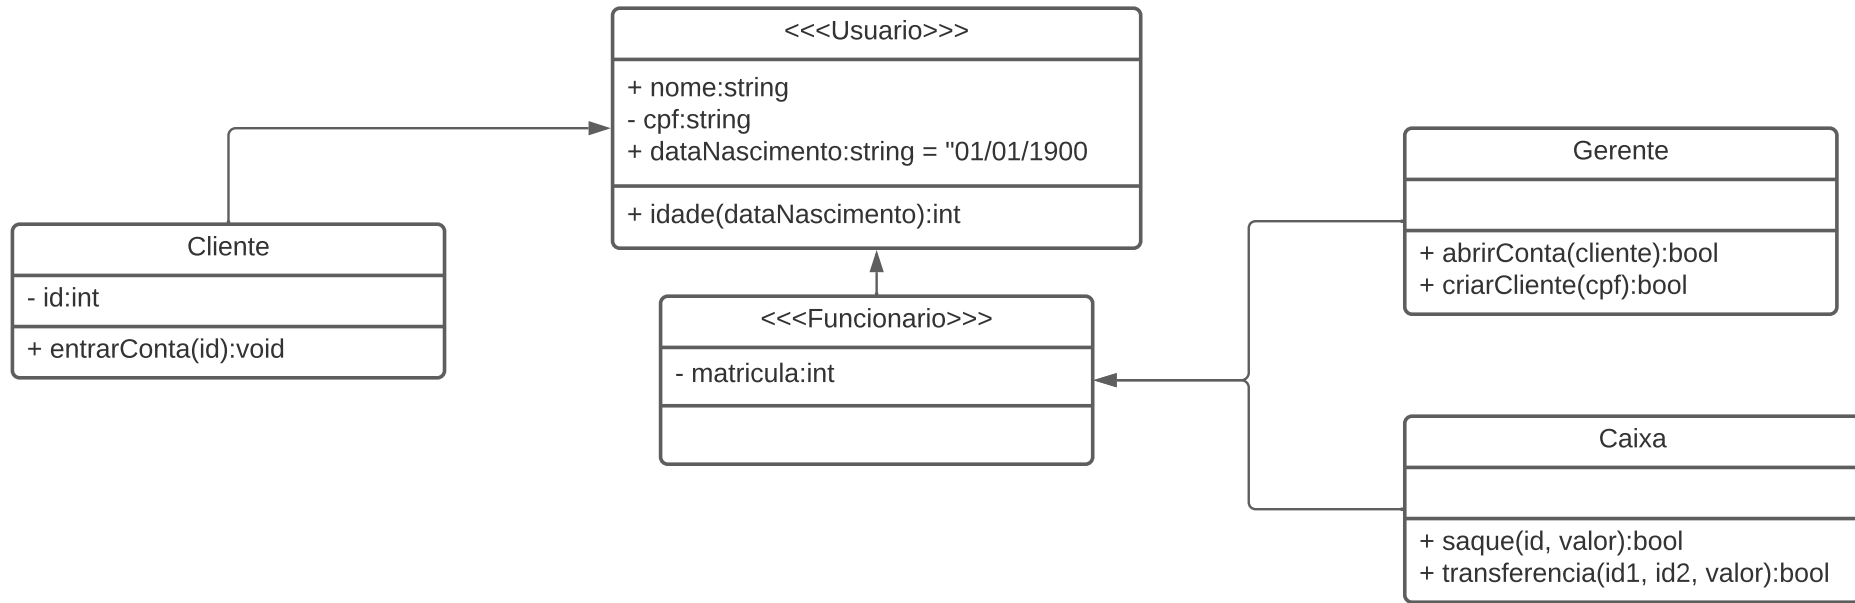 <<<Usuario>>>
+ nome:string
- cpf:string
+ dataNascimento:string = "01/01/1900
+ idade(dataNascimento):int
Cliente
- id:int
+ entrarConta(id):void
<<<Funcionario>>>
- matricula:int
Gerente
+ abrirConta(cliente):bool
+ criarCliente(cpf):bool
Caixa
+ saque(id, valor):bool
+ transferencia(id1, id2, valor):bool